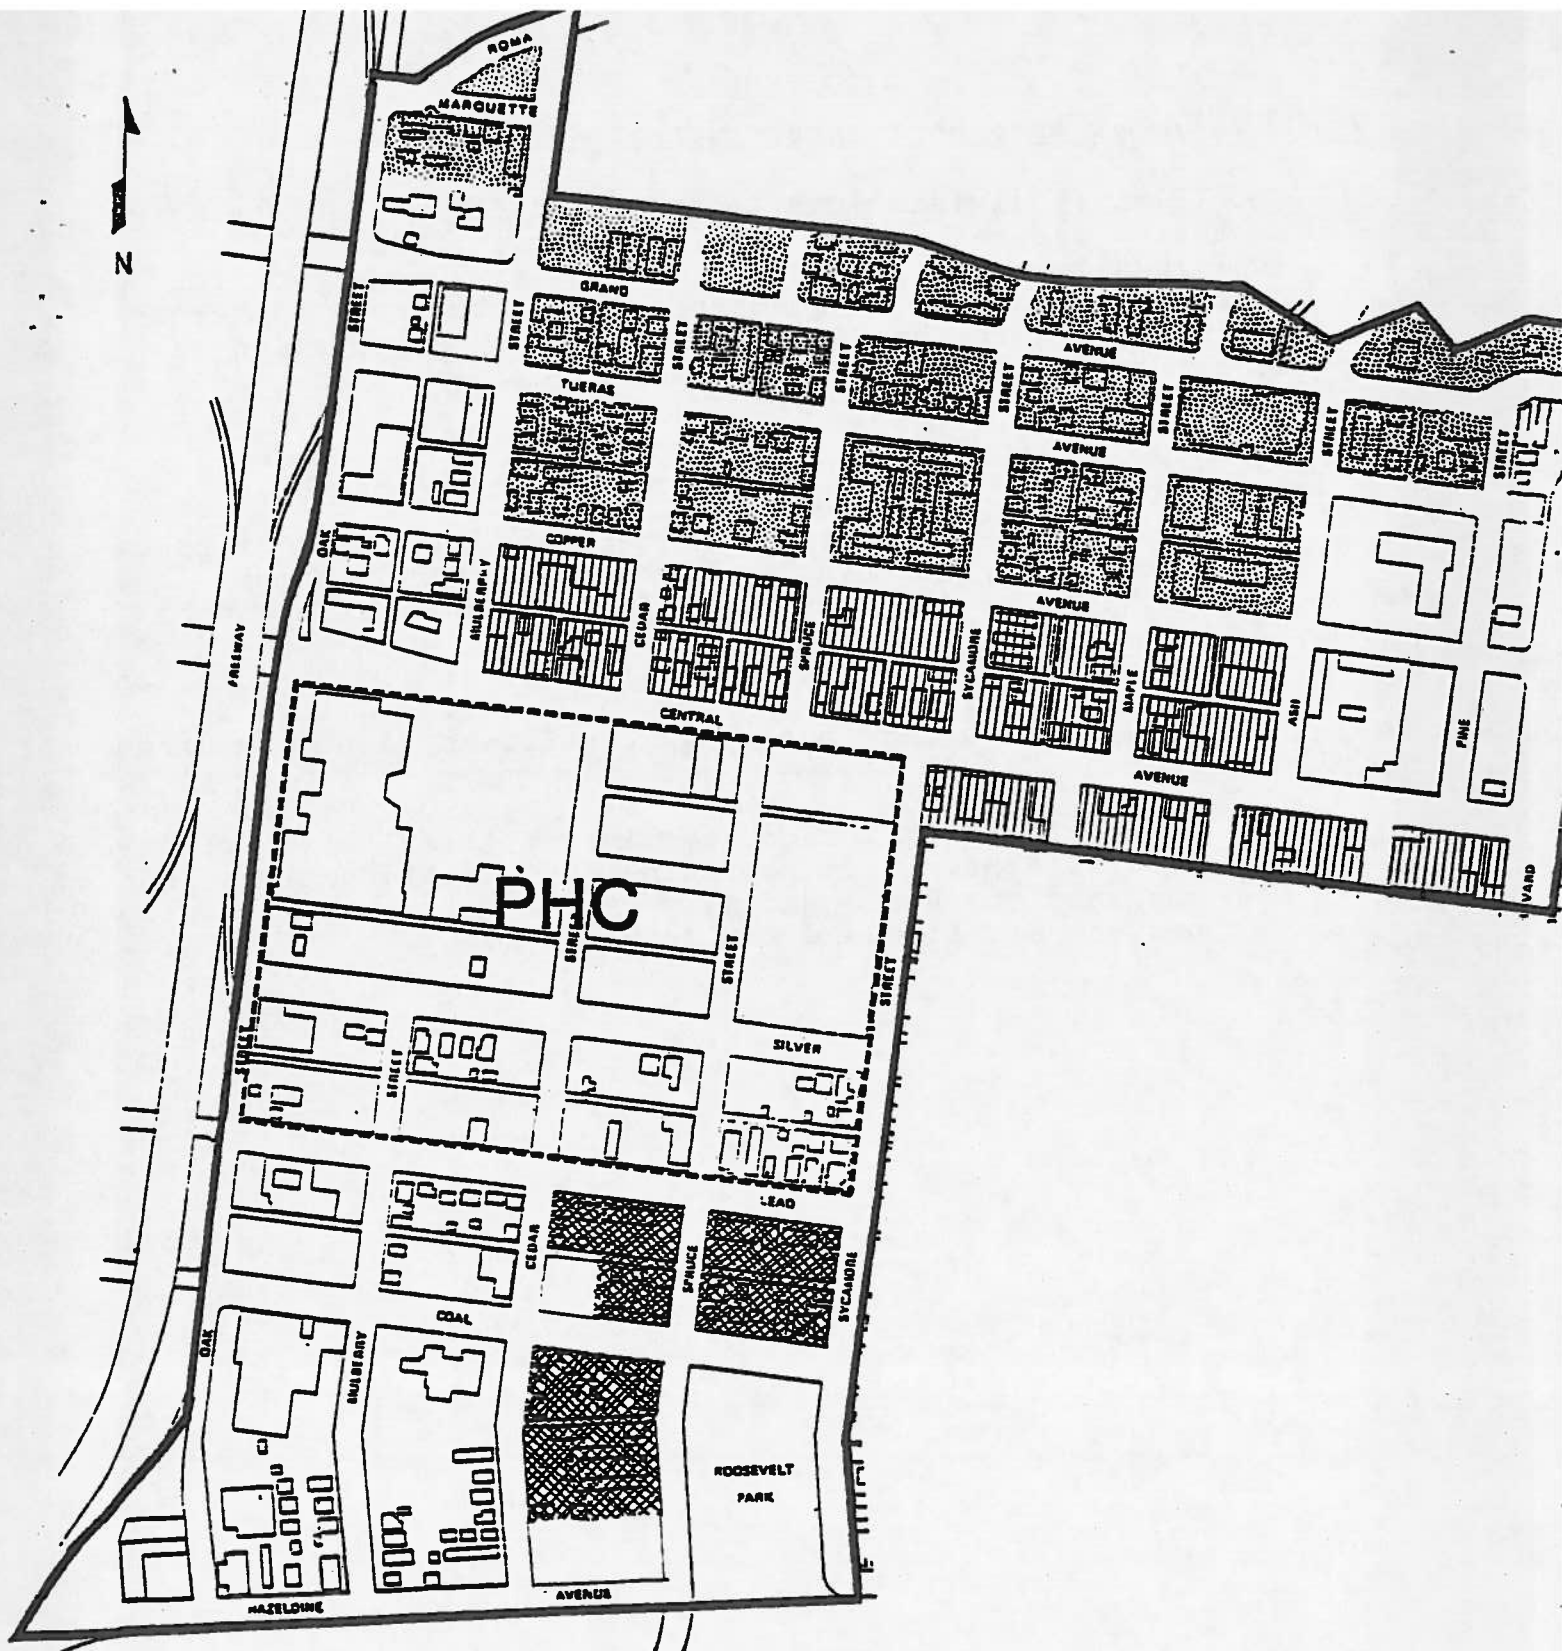 ROMA
MARQUETTE
N
GRAND
STREET
STREET
STREET
AVENUE
STREET
STREET
TIJERAS
STREET
STREET
AVENUE
STREET
COPPER
OAK
MULBERRY
AVENUE
CEDAR
SPRUCE
SYCAMORE
MAPLE
ASH
PINE
CENTRAL
AVENUE
PHC
STREET
STREET
STREET
SILVER
STREET
STREET
LEAD
CEDAR
SPRUCE
SYCAMORE
COAL
OAK
MULBERRY
ROOSEVELT
PARK
AVENUE
HAZELDINE